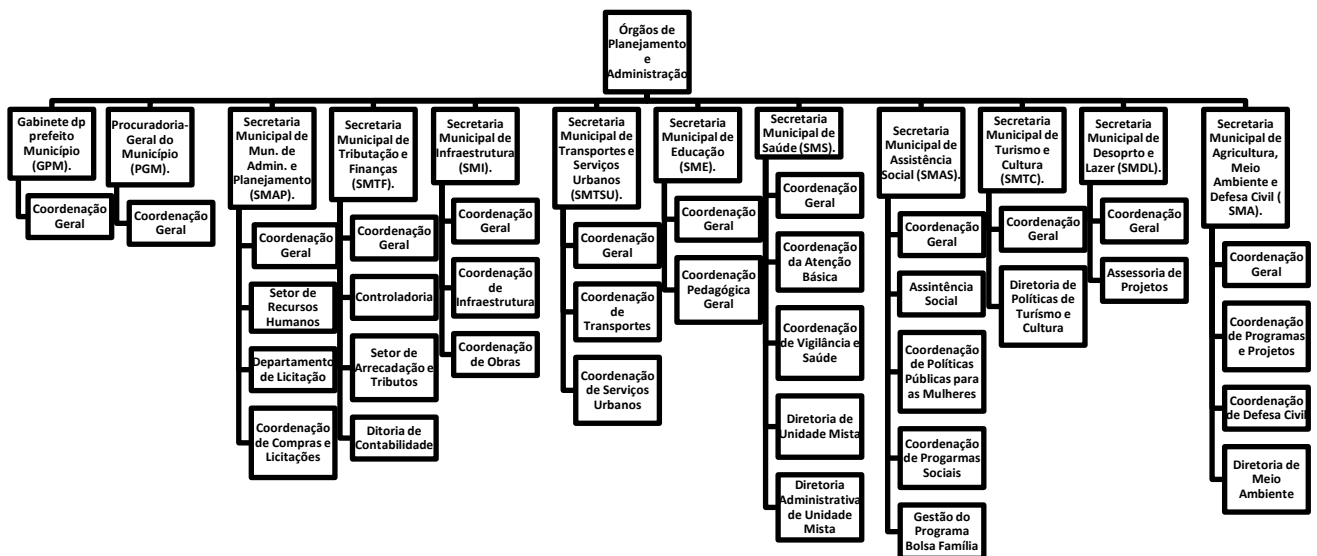 Órgãos de
Planejamento
e
Administração
Gabinete dp
prefeito
Município
(GPM).
Coordenação
Geral
Procuradoria-
Geral do
Município
(PGM).
Coordenação
Geral
Secretaria
Municipal de
Mun. de
Admin. e
Planejamento
(SMAP).
Coordenação
Geral
Setor de
Recursos
Humanos
Departamento
de Licitação
Coordenação
de Compras e
Licitações
Secretaria
Municipal de
Tributação e
Finanças
(SMTF).
Coordenação
Geral
Controladoria
Setor de
Arrecadação e
Tributos
Ditoria de
Contabilidade
Secretaria
Municipal de
Infraestrutura
(SMI).
Coordenação
Geral
Coordenação
de
Infraestrutura
Coordenação
de Obras
Secretaria
Municipal de
Transportes e
Serviços
Urbanos
(SMTSU).
Coordenação
Geral
Coordenação
de
Transportes
Coordenação
de Serviços
Urbanos
Secretaria
Municipal de
Educação
(SME).
Coordenação
Geral
Coordenação
Pedagógica
Geral
Secretaria
Municipal de
Saúde (SMS).
Coordenação
Geral
Coordenação
da Atenção
Básica
Coordenação
de Vigilância e
Saúde
Diretoria de
Unidade Mista
Diretoria
Administrativa
de Unidade
Mista
Secretaria
Municipal de
Assistência
Social (SMAS).
Coordenação
Geral
Assintência
Social
Coordenação
de Políticas
Públicas para
as Mulheres
Coordenação
de Progarmas
Sociais
Gestão do
Programa
Bolsa Família
Secretaria
Municipal de
Turismo e
Cultura
(SMTC).
Coordenação
Geral
Diretoria de
Políticas de
Turísmo e
Cultura
Secretaria
Municipal de
Desoprto e
Lazer (SMDL).
Coordenação
Geral
Assessoria de
Projetos
Secretaria
Municipal de
Agricultura,
Meio
Ambiente e
Defesa Civil (
SMA).
Coordenação
Geral
Coordenação
de Programas
e Projetos
Coordenação
de Defesa Civil
Diretoria de
Meio
Ambiente